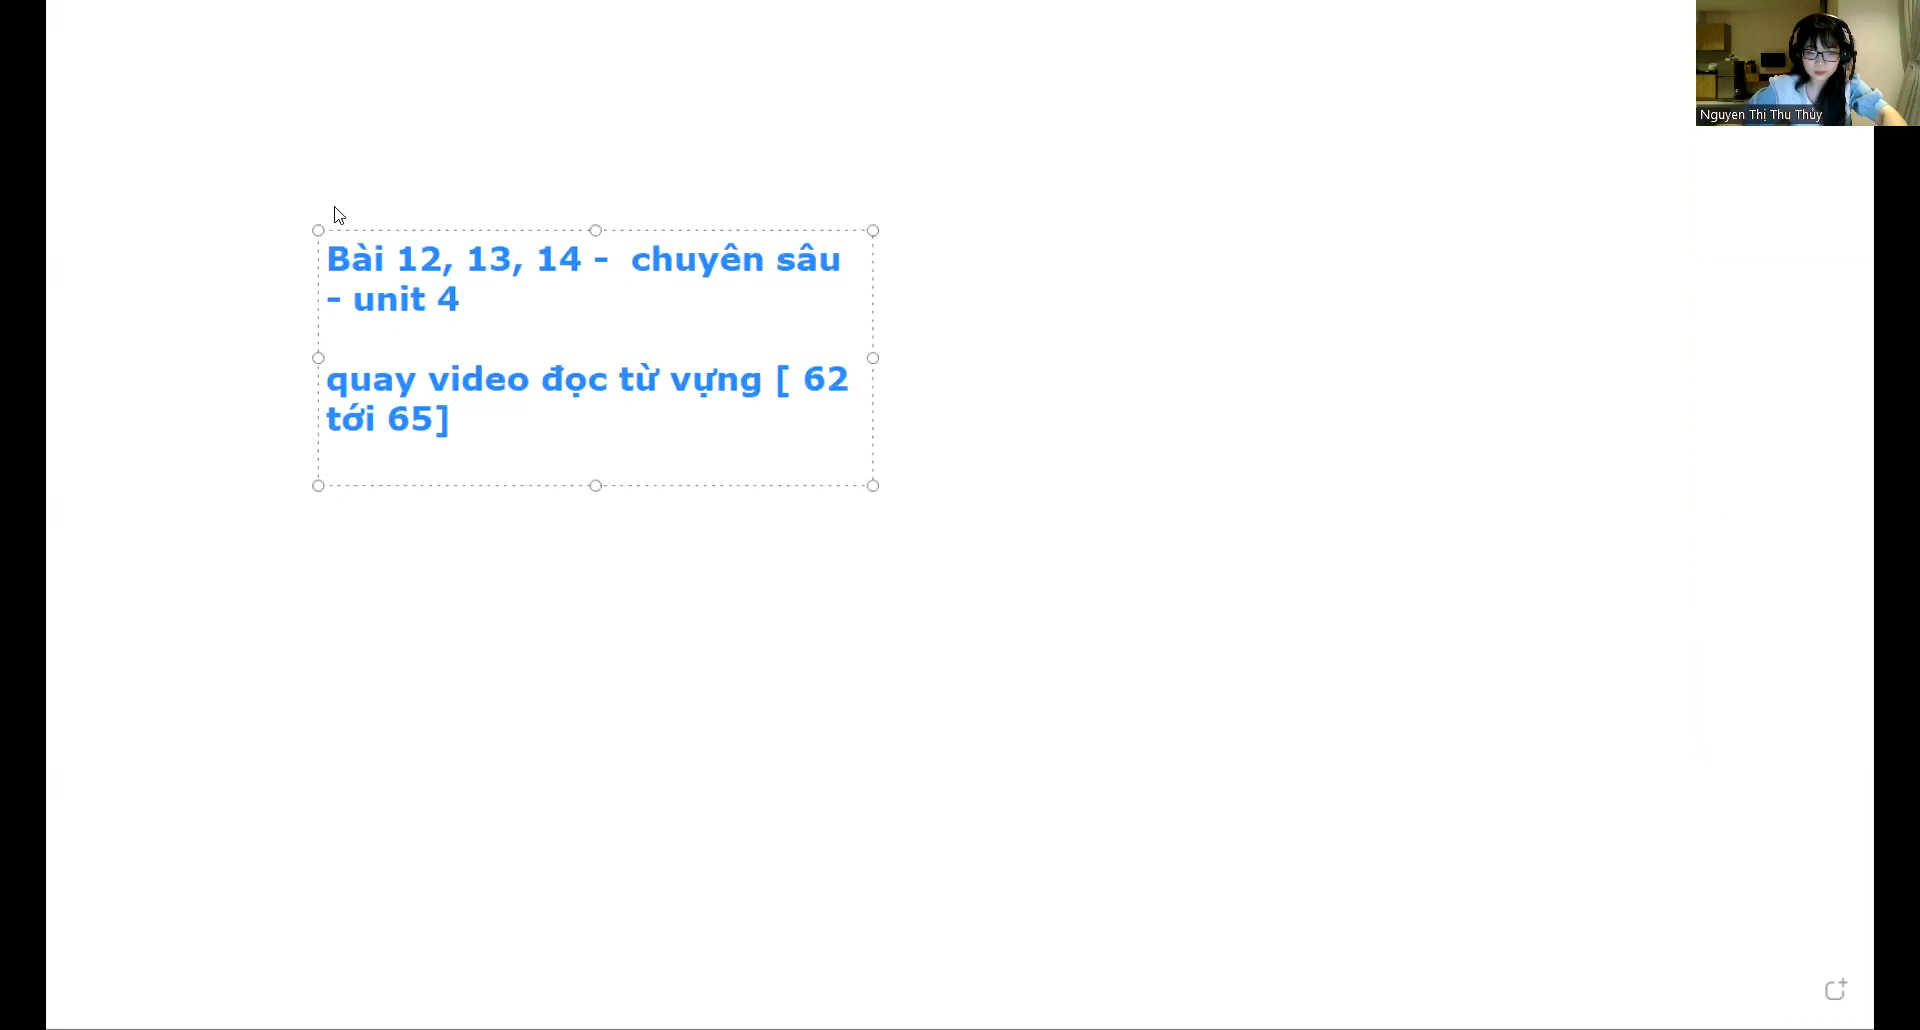 Nguyen Thị Thu Thủy
Bài 12, 13, 14 -  chuyên sâu
- unit 4
quay video đọc từ vựng [ 62
tới 65]